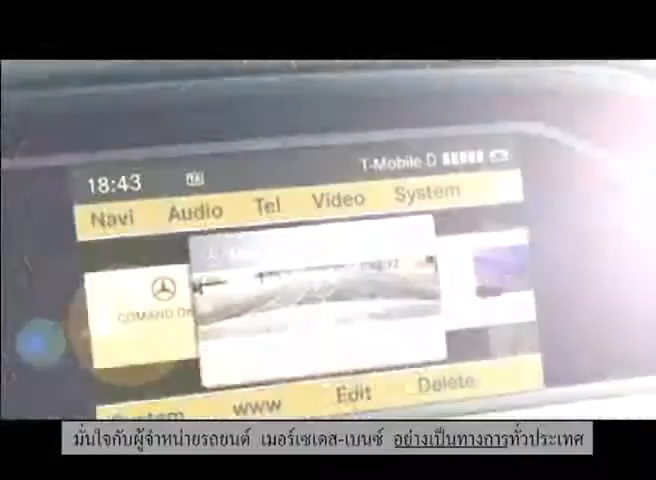 18:43
T-Mobile D
Navi Audio Tel Video System
COMAND
www Edit Delete
มั่นใจกับผู้จำหน่ายรถยนต์ เมอร์เซเดส-เบนซ์ อย่างเป็นทางการทั่วประเทศ